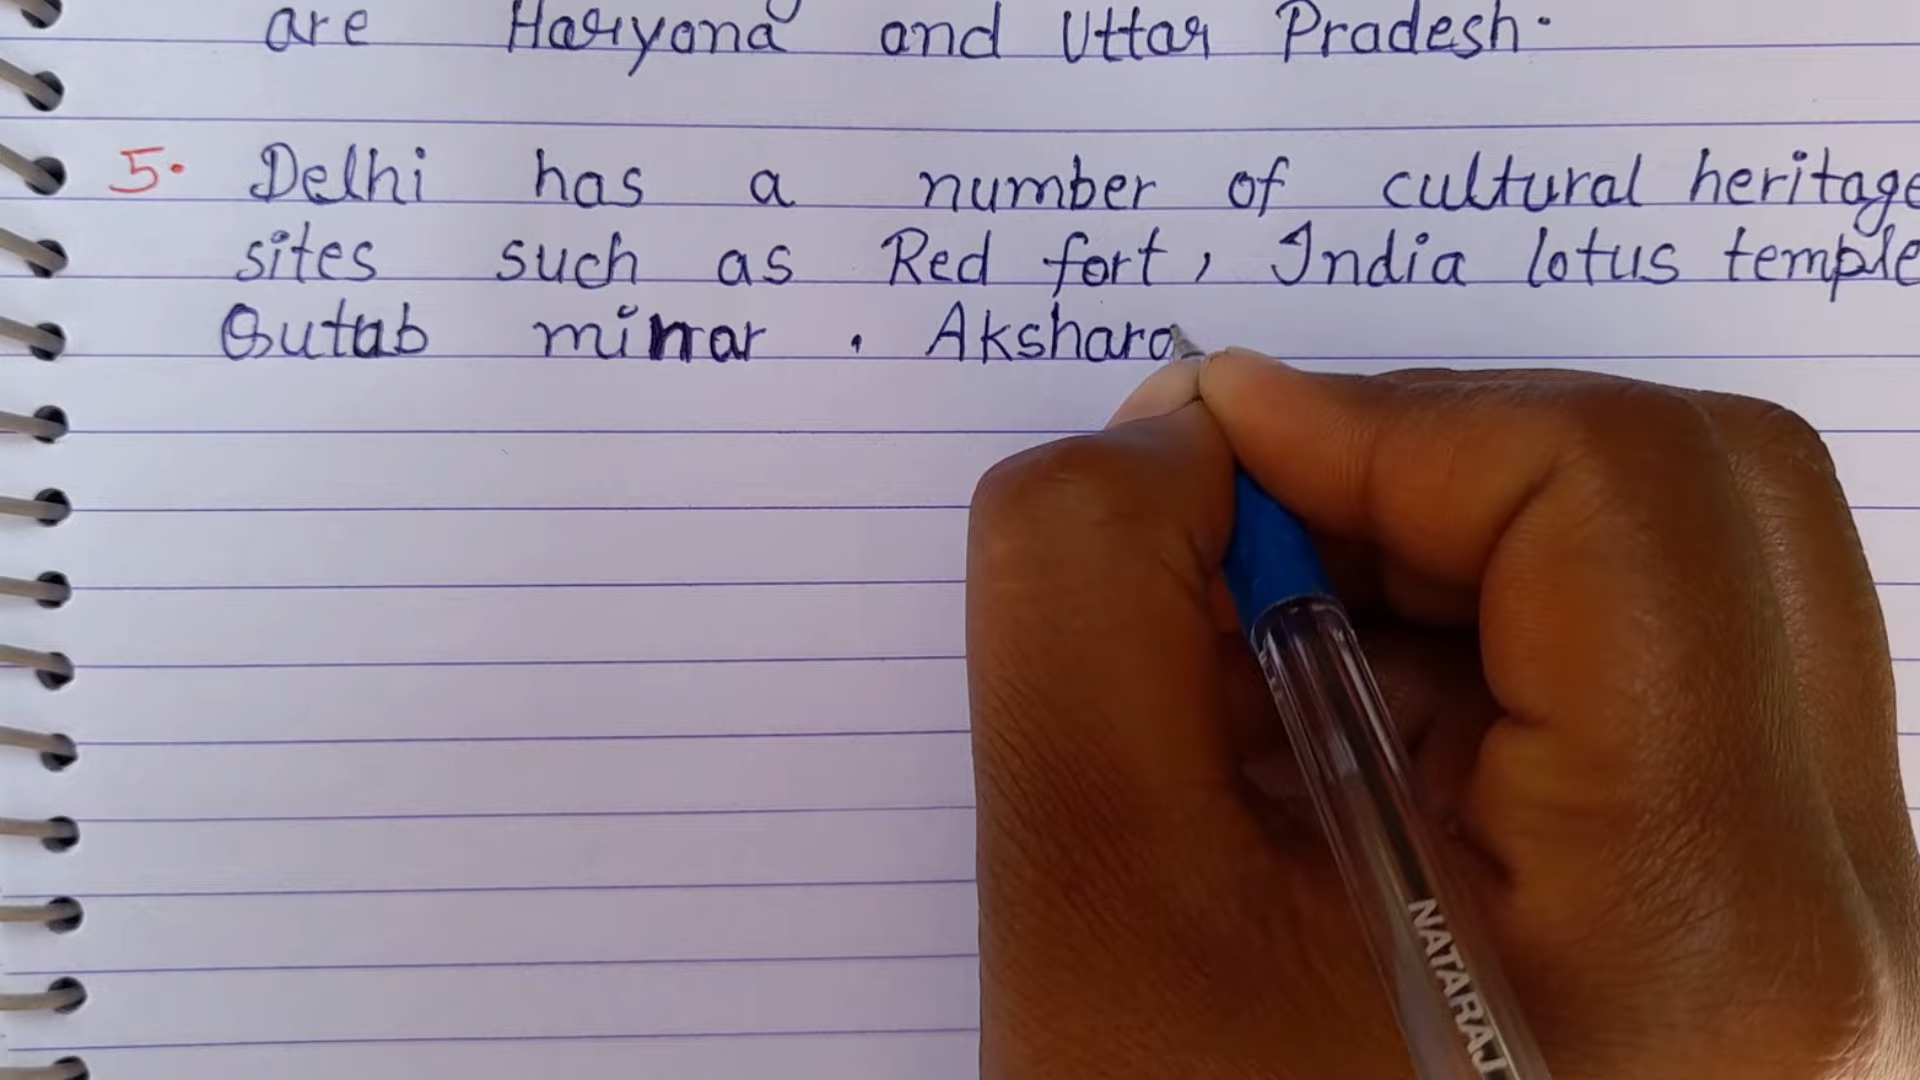 are Haryana and Uttar Pradesh.
5. Delhi has a number of cultural heritage
sites such as Red fort, India lotus temple
Qutab minar . Akshara
NATARAJ